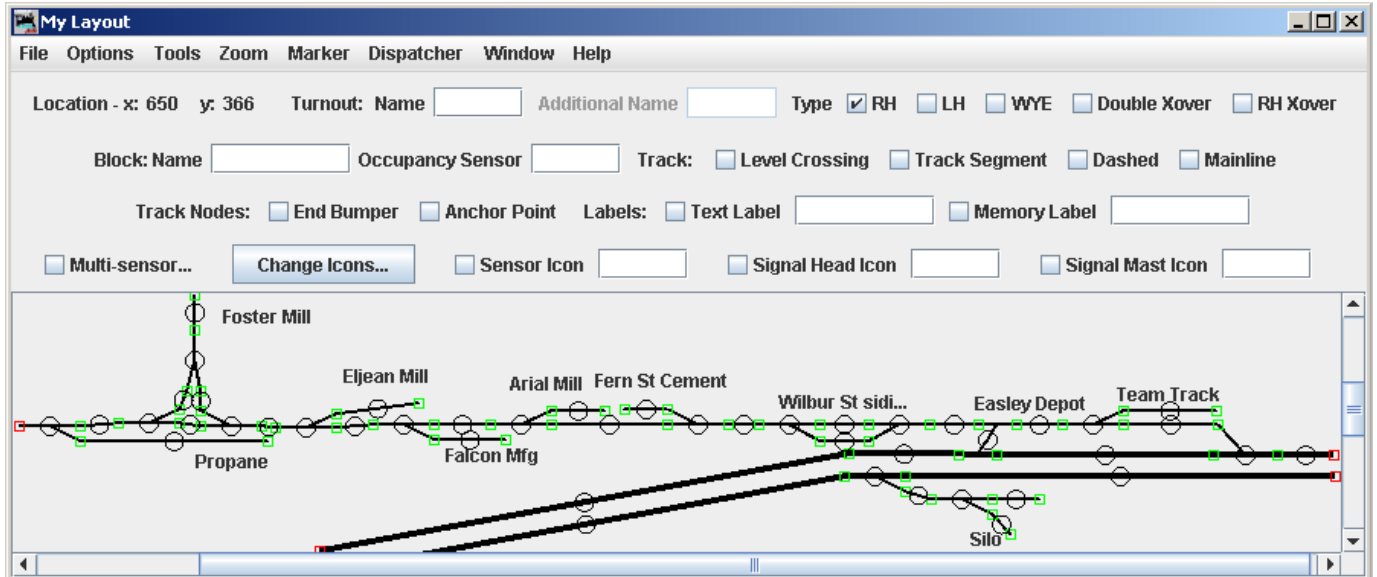 My Layout
File Options Tools Zoom Marker Dispatcher Window Help
Location - x: 650 y: 366 Turnout: Name Additional Name Type RH LH WYE Double Xover RH Xover
Block: Name Occupancy Sensor Track: Level Crossing Track Segment Dashed Mainline
Track Nodes: End Bumper Anchor Point Labels: Text Label Memory Label
Multi-sensor... Change Icons... Sensor Icon Signal Head Icon Signal Mast Icon
Foster Mill
Eljean Mill Arial Mill Fern St Cement Wilbur St sidi... Easley Depot Team Track
Propane Falcon Mfg
Silo